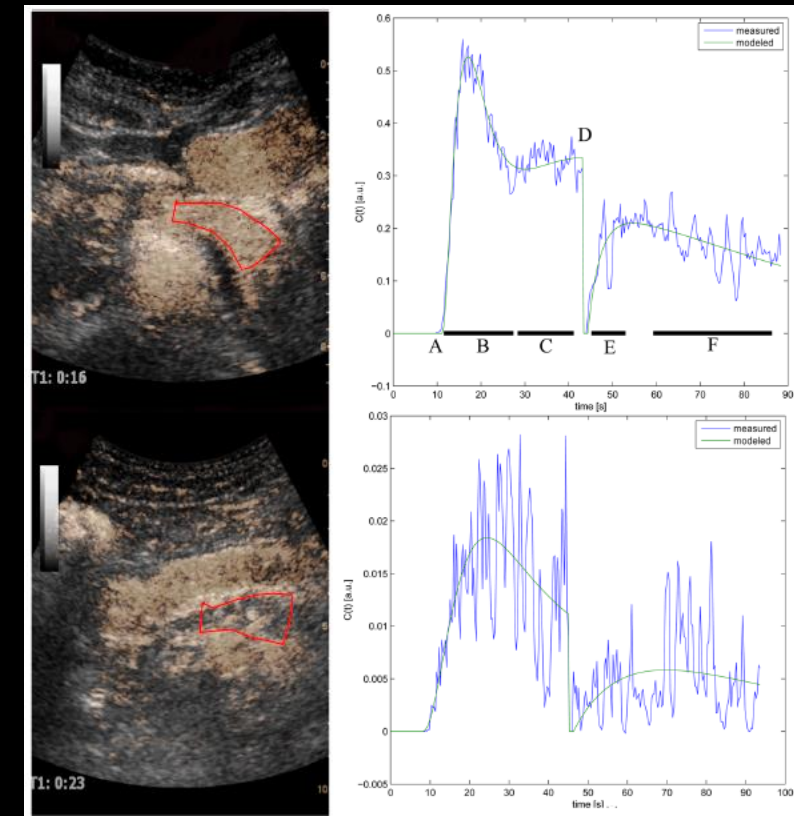 T1: 0:16
0.6
0.5
0.4
0.3
0.2
0.1
0
−0.1
C(t) [a.u.]
measured
modeled
D
A
B
C
E
F
0 10 20 30 40 50 60 70 80 90
time [s]
T1: 0:23
10
0.03
0.025
0.02
0.015
0.01
0.005
0
−0.005
C(t) [a.u.]
measured
modeled
0 10 20 30 40 50 60 70 80 90 100
time [s]